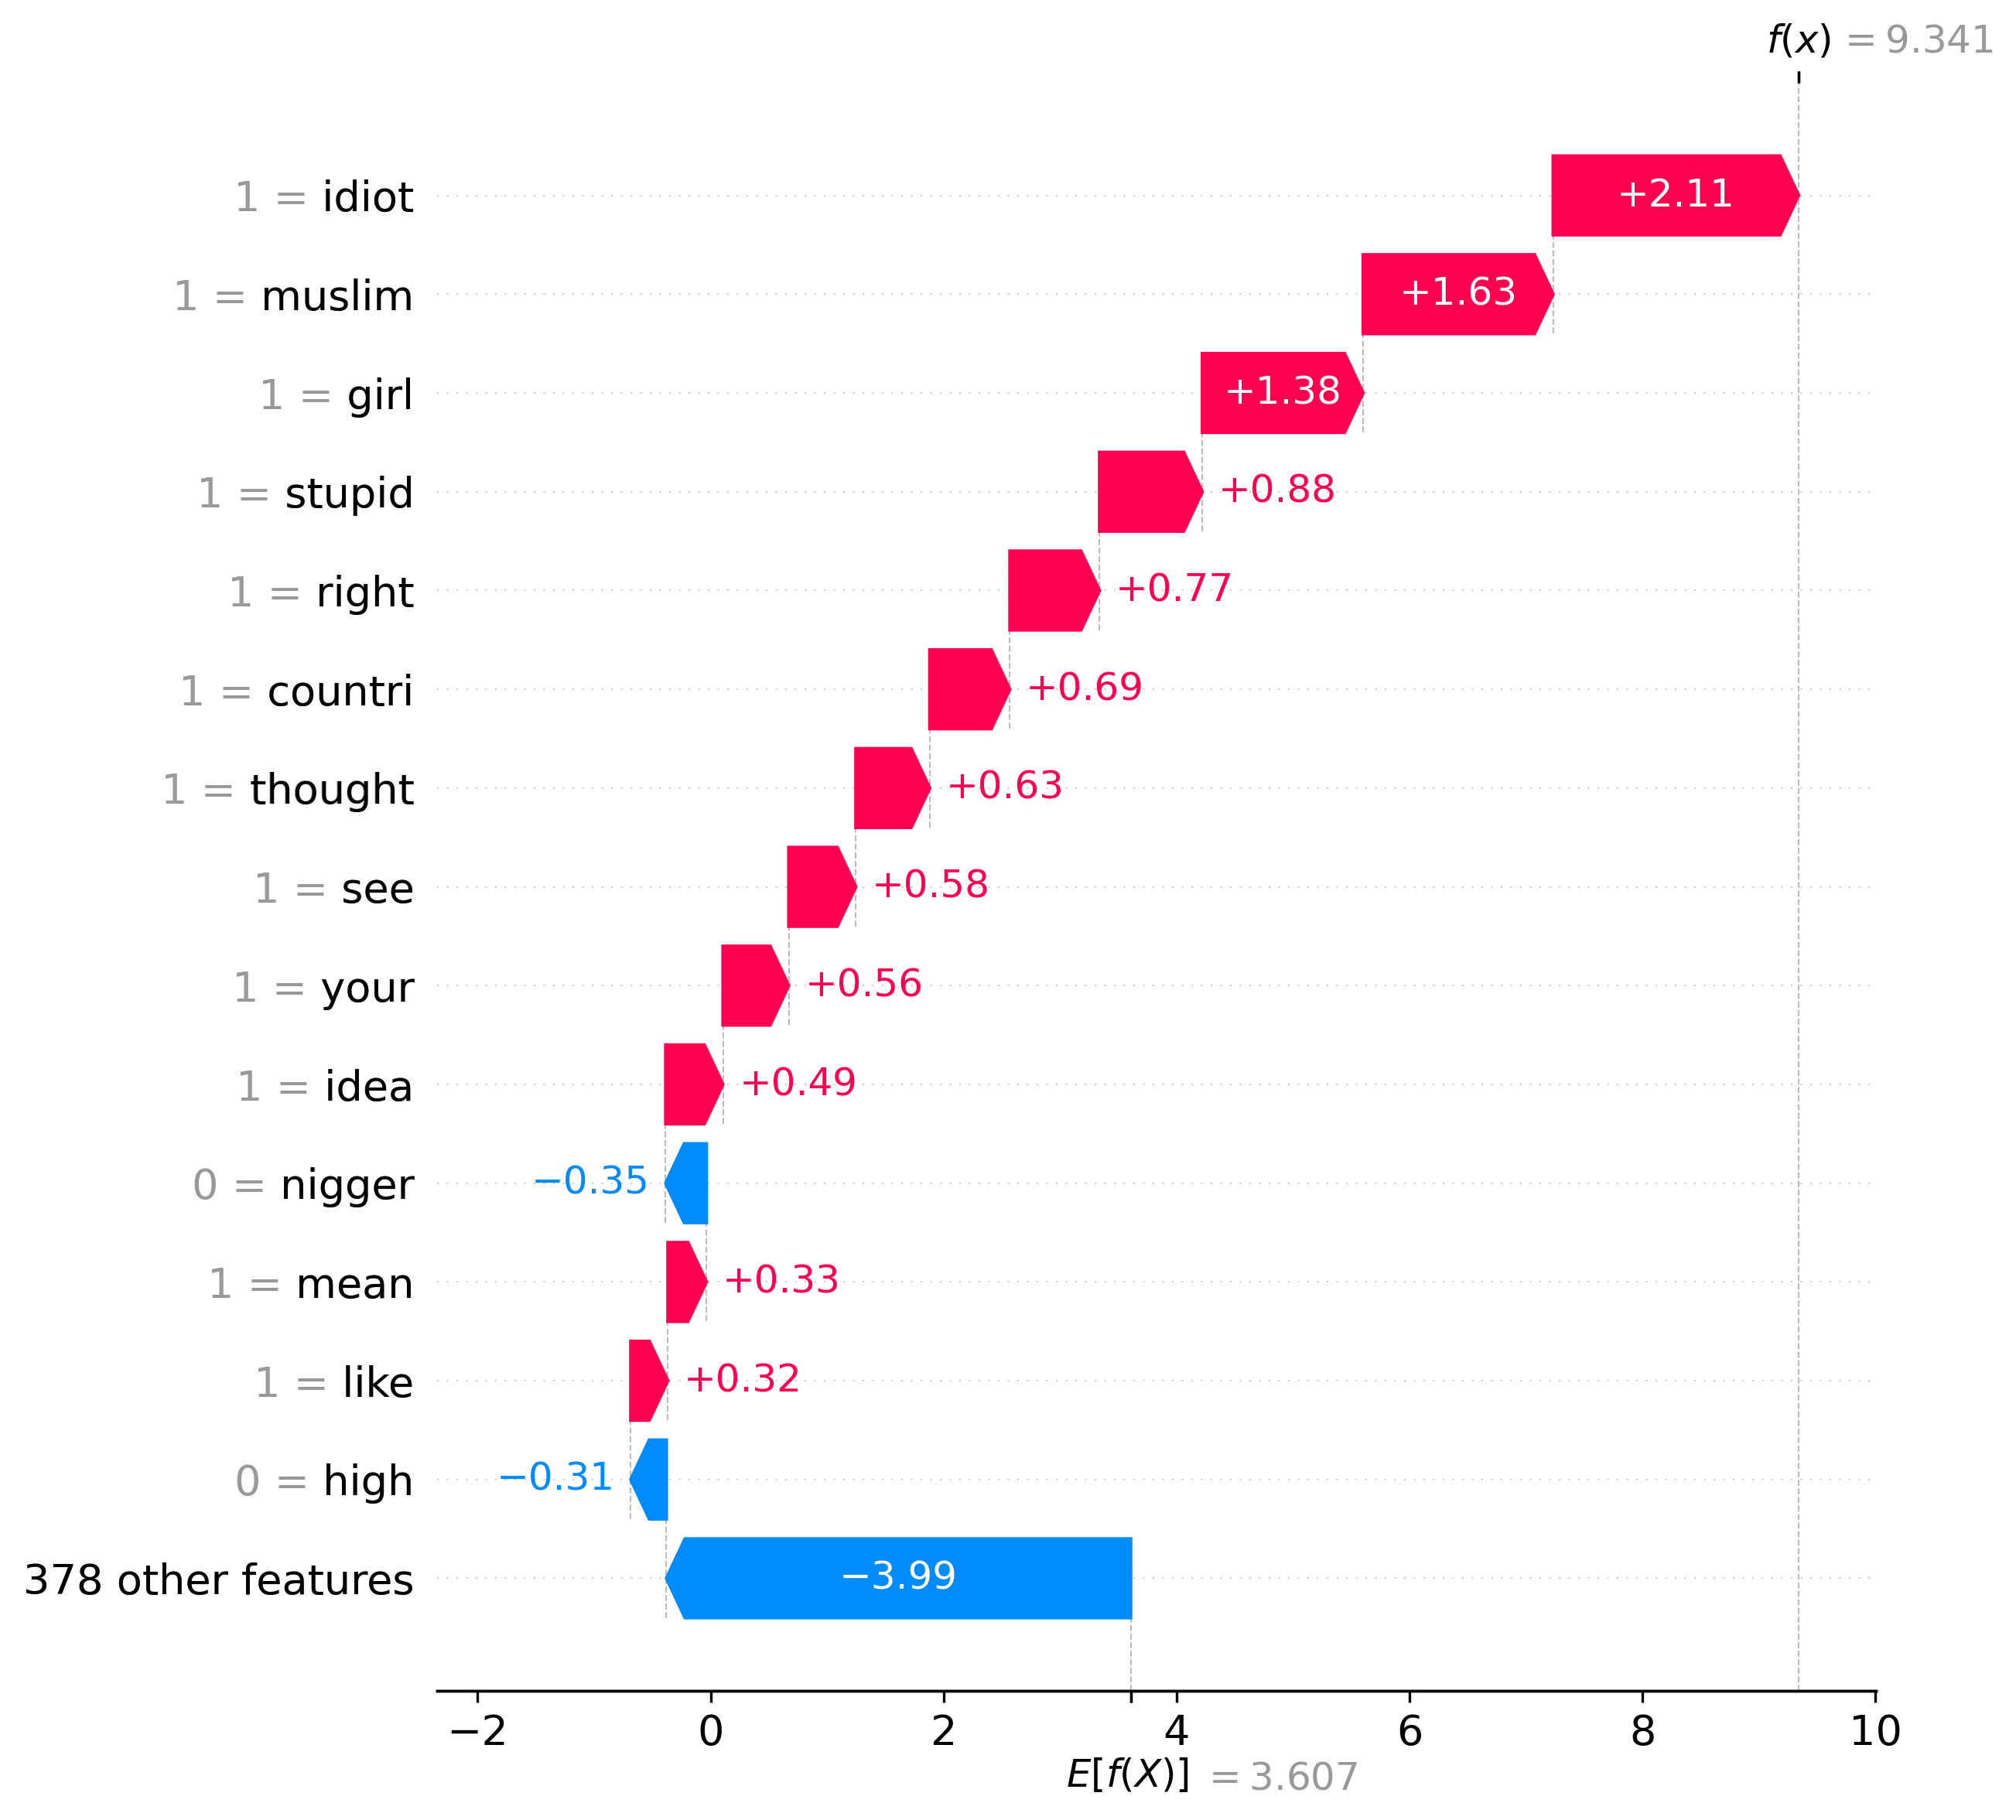 f(x) = 9.341
1 = idiot
+2.11
1 = muslim
+1.63
1 = girl
+1.38
1 = stupid
+0.88
1 = right
+0.77
1 = countri
+0.69
1 = thought
+0.63
1 = see
+0.58
1 = your
+0.56
1 = idea
+0.49
0 = nigger
−0.35
1 = mean
+0.33
1 = like
+0.32
0 = high
−0.31
378 other features
−3.99
−2 0 2 4 6 8 10
E[f(X)] = 3.607